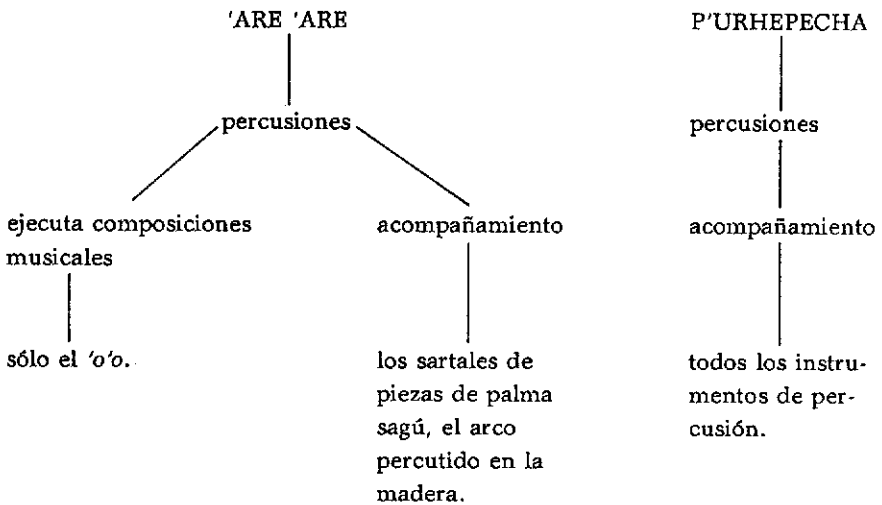 'ARE 'ARE
percusiones
ejecuta composiciones
musicales
sólo el 'o'o.
acompañamiento
los sartales de
piezas de palma
sagú, el arco
percutido en la
madera.
P'URHEPECHA
percusiones
acompañamiento
todos los instru-
mentos de per-
cusión.